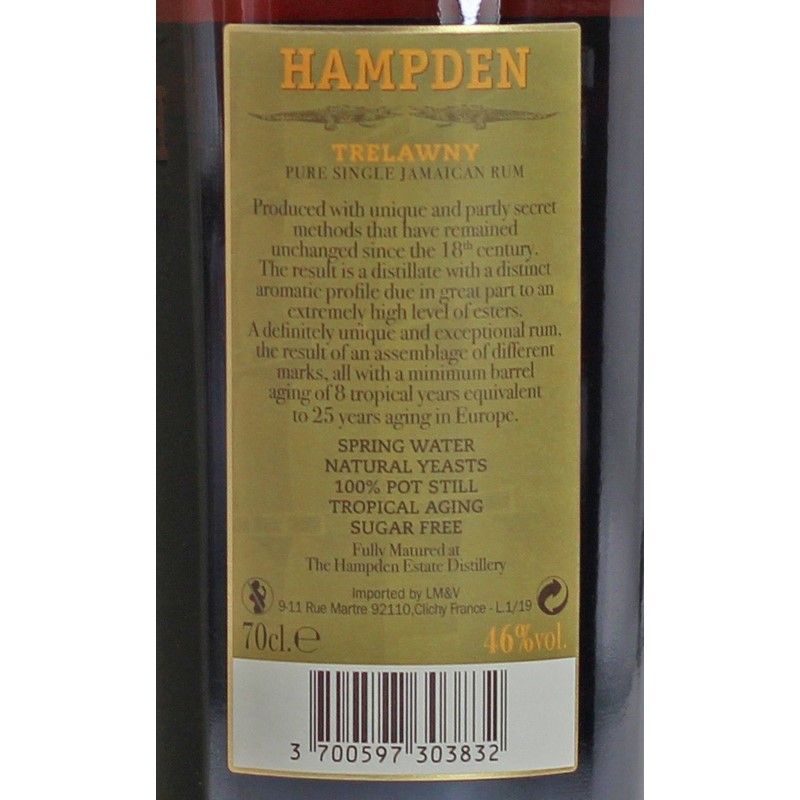 HAMPDEN
TRELAWNY
PURE SINGLE JAMAICAN RUM
Produced with unique and partly secret
methods that have remained
unchanged since the 18th century.
The result is a distillate with a distinct
aromatic profile due in great part to an
extremely high level of esters.
A definitely unique and exceptional rum,
the result of an assemblage of different
marks, all with a minimum barrel
aging of 8 tropical years equivalent
to 25 years aging in Europe.
SPRING WATER
NATURAL YEASTS
100% POT STILL
TROPICAL AGING
SUGAR FREE
Fully Matured at
The Hampden Estate Distillery
Imported by LM&V
9-11 Rue Martre 92110,Clichy France - L.1/19
70cl.℮ 46%vol.
3 700597 303832